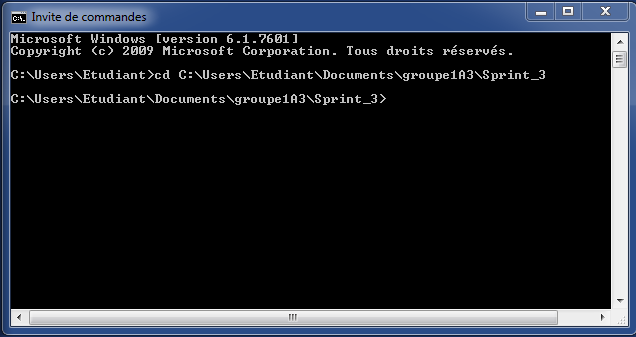 Invite de commandes
Microsoft Windows [version 6.1.7601]
Copyright (c) 2009 Microsoft Corporation. Tous droits réservés.
C:\Users\Etudiant>cd C:\Users\Etudiant\Documents\groupe1A3\Sprint_3
C:\Users\Etudiant\Documents\groupe1A3\Sprint_3>